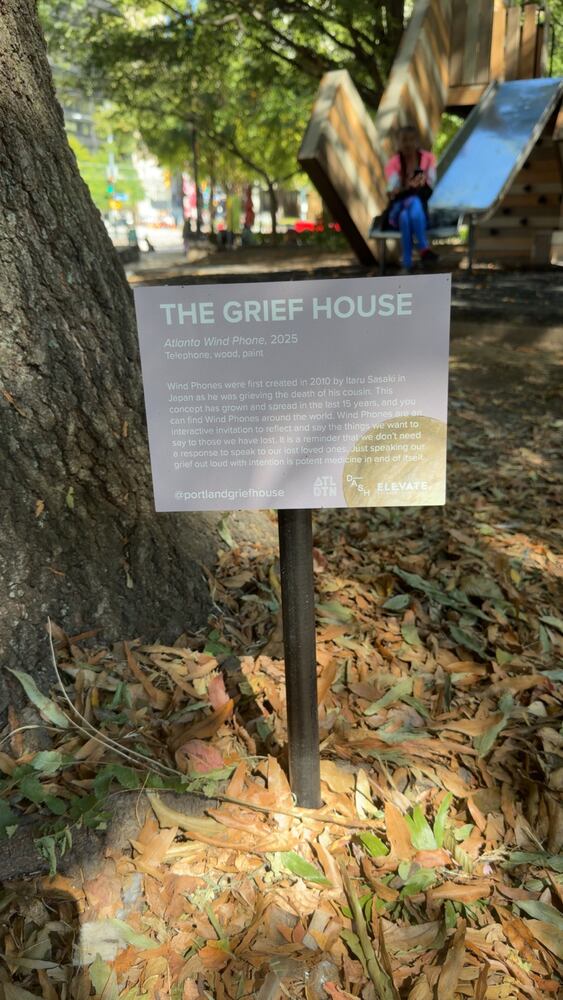 THE GRIEF HOUSE
Atlanta Wind Phone, 2025
Telephone, wood, paint
Wind Phones were first created in 2010 by Itaru Sasaki in
Japan as he was grieving the death of his cousin. This
concept has grown and spread in the last 15 years, and you
can find Wind Phones around the world. Wind Phones are an
interactive invitation to reflect and say the things we want to
say to those we have lost. It is a reminder that we don't need
a response to speak to our lost loved ones. Just speaking our
grief out loud with intention is potent medicine in end of itself.
@portlandgriefhouse
ATL
DTN
DASH
ELEVATE.